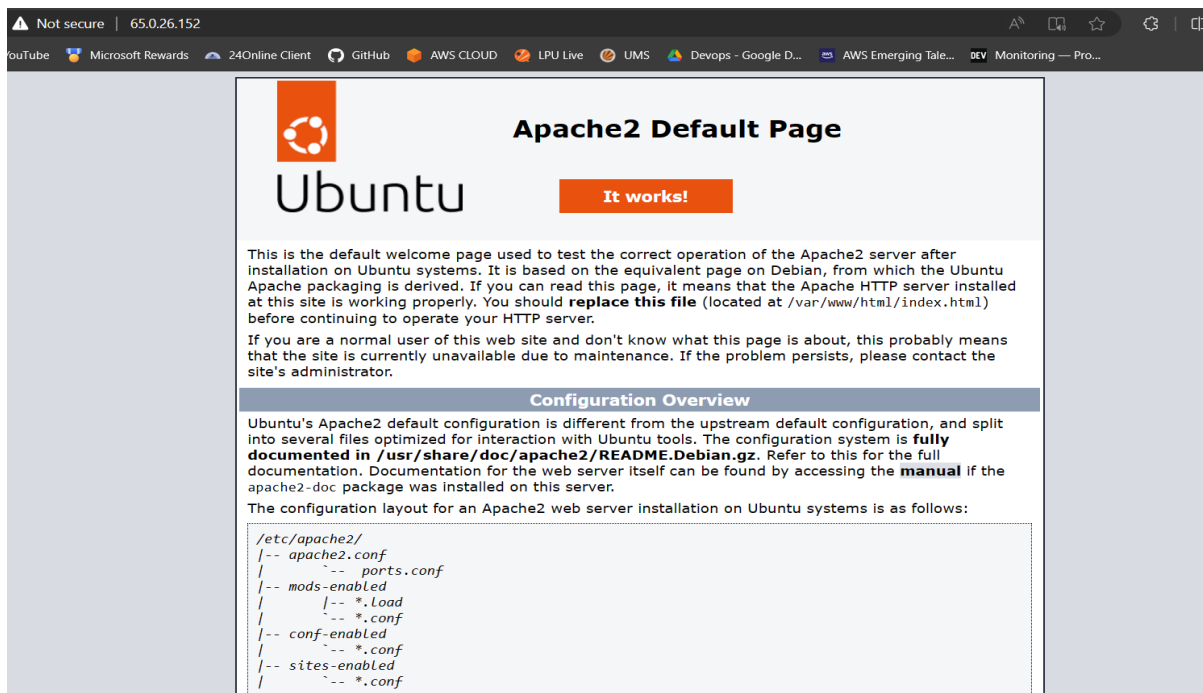 Not secure | 65.0.26.152
YouTube Microsoft Rewards 24Online Client GitHub AWS CLOUD LPU Live UMS Devops - Google D... AWS Emerging Tale... DEV Monitoring — Pro...
Apache2 Default Page
Ubuntu
It works!
This is the default welcome page used to test the correct operation of the Apache2 server after
installation on Ubuntu systems. It is based on the equivalent page on Debian, from which the Ubuntu
Apache packaging is derived. If you can read this page, it means that the Apache HTTP server installed
at this site is working properly. You should replace this file (located at /var/www/html/index.html)
before continuing to operate your HTTP server.
If you are a normal user of this web site and don't know what this page is about, this probably means
that the site is currently unavailable due to maintenance. If the problem persists, please contact the
site's administrator.
Configuration Overview
Ubuntu's Apache2 default configuration is different from the upstream default configuration, and split
into several files optimized for interaction with Ubuntu tools. The configuration system is fully
documented in /usr/share/doc/apache2/README.Debian.gz. Refer to this for the full
documentation. Documentation for the web server itself can be found by accessing the manual if the
apache2-doc package was installed on this server.
The configuration layout for an Apache2 web server installation on Ubuntu systems is as follows:
/etc/apache2/
|-- apache2.conf
|       `--  ports.conf
|-- mods-enabled
|       |-- *.load
|       `-- *.conf
|-- conf-enabled
|       `-- *.conf
|-- sites-enabled
|       `-- *.conf